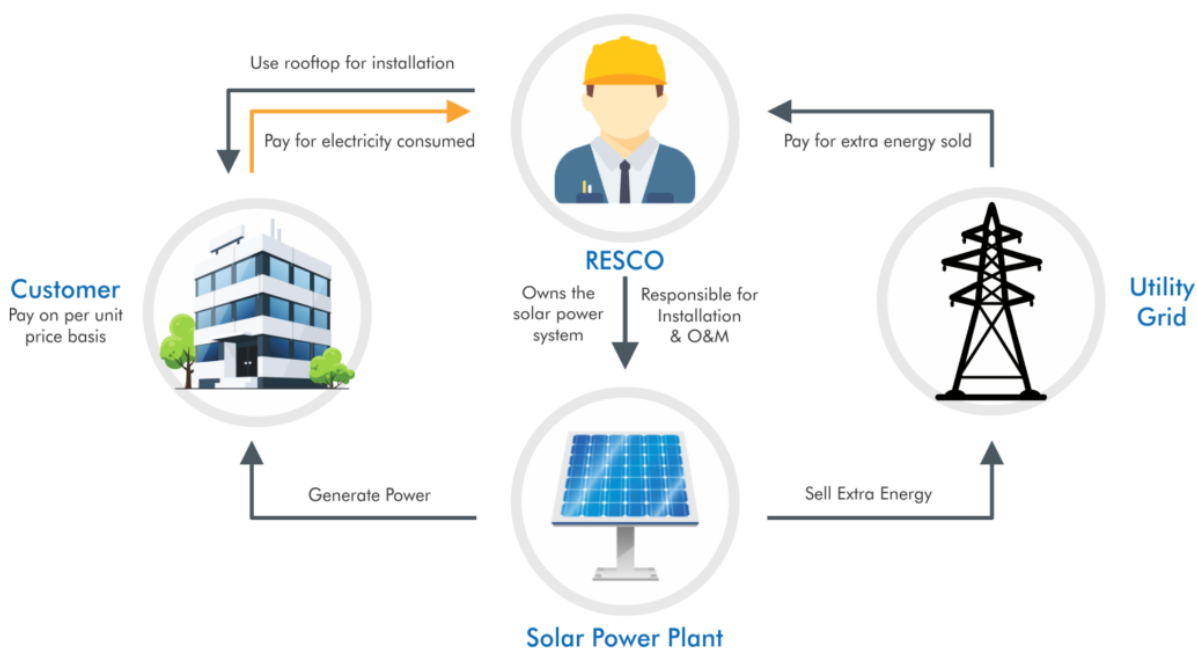 Use rooftop for installation
Pay for electricity consumed
Pay for extra energy sold
RESCO
Owns the
solar power
system
Responsible for
Installation
& O&M
Customer
Pay on per unit
price basis
Utility
Grid
Generate Power
Sell Extra Energy
Solar Power Plant